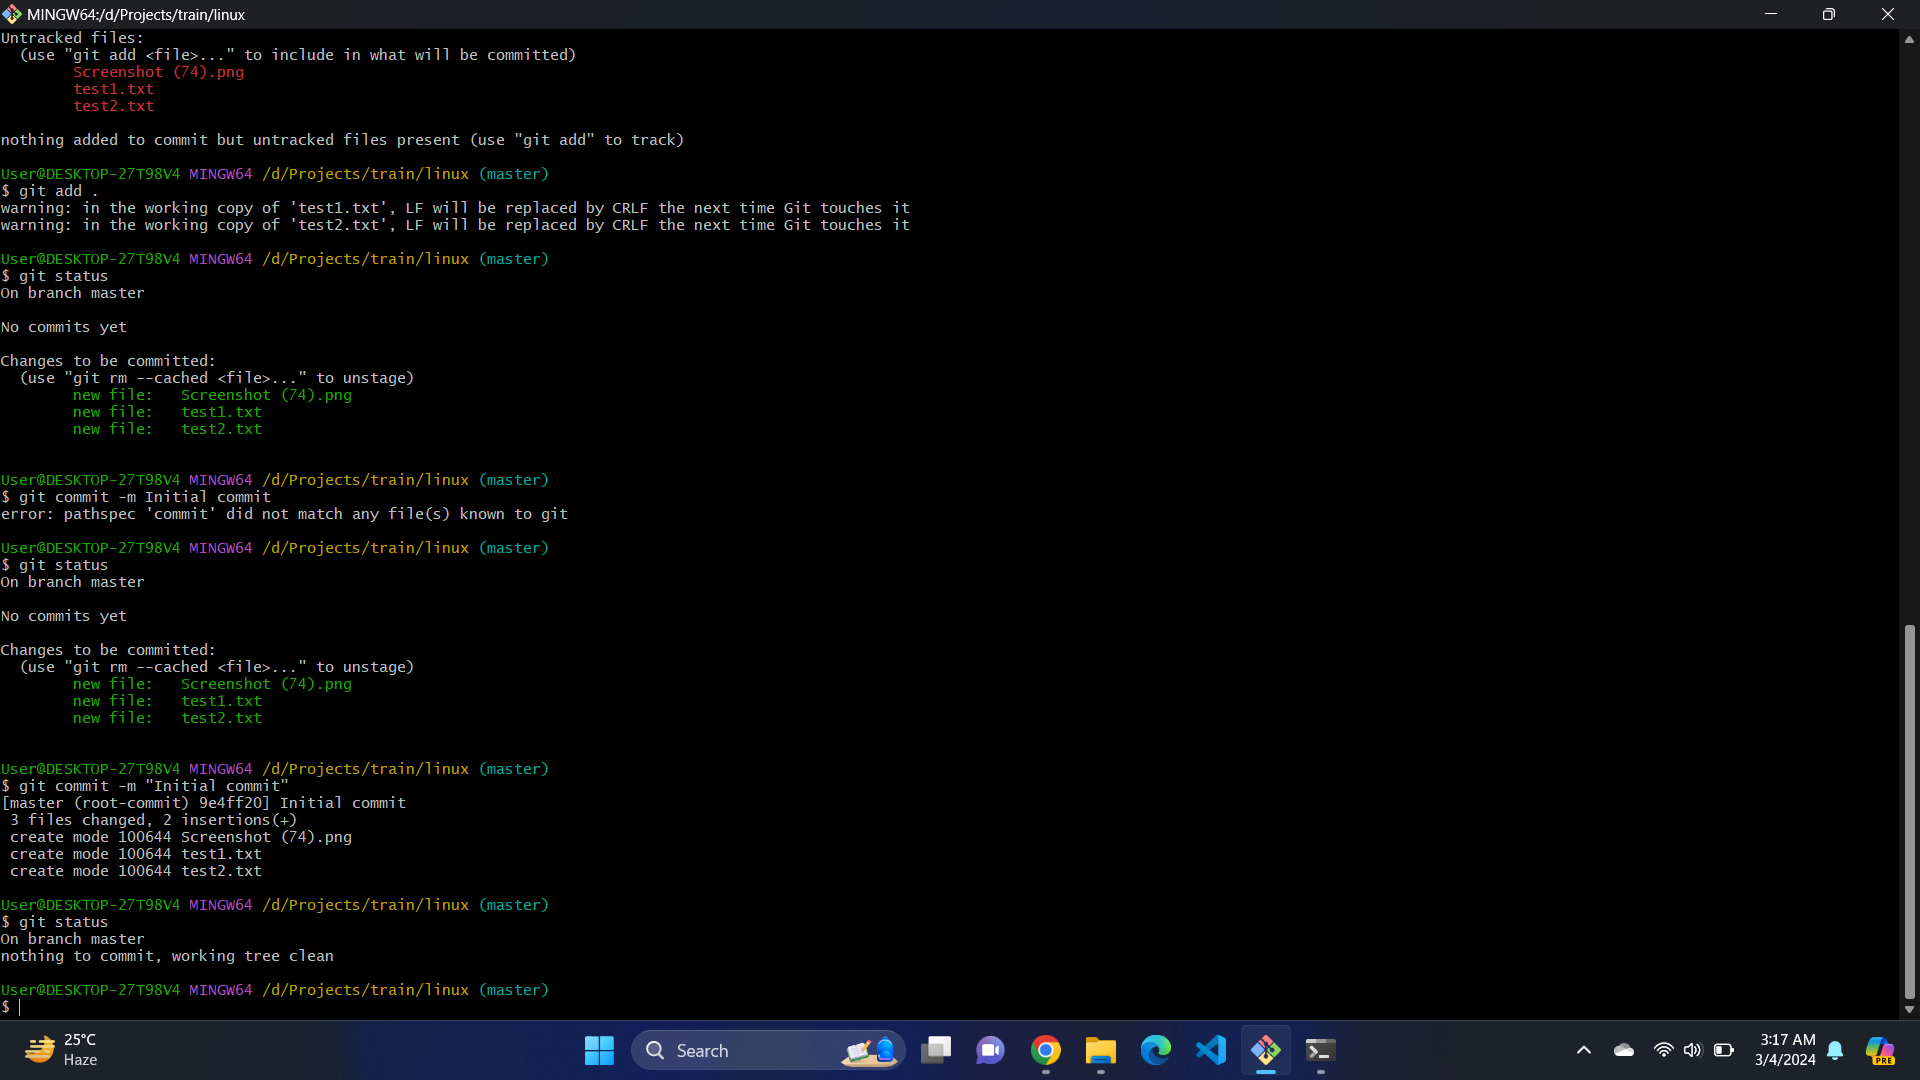 MINGW64:/d/Projects/train/linux
Untracked files:
  (use "git add <file>..." to include in what will be committed)
        Screenshot (74).png
        test1.txt
        test2.txt

nothing added to commit but untracked files present (use "git add" to track)

User@DESKTOP-27T98V4 MINGW64 /d/Projects/train/linux (master)
$ git add .
warning: in the working copy of 'test1.txt', LF will be replaced by CRLF the next time Git touches it
warning: in the working copy of 'test2.txt', LF will be replaced by CRLF the next time Git touches it

User@DESKTOP-27T98V4 MINGW64 /d/Projects/train/linux (master)
$ git status
On branch master

No commits yet

Changes to be committed:
  (use "git rm --cached <file>..." to unstage)
        new file:   Screenshot (74).png
        new file:   test1.txt
        new file:   test2.txt


User@DESKTOP-27T98V4 MINGW64 /d/Projects/train/linux (master)
$ git commit -m Initial commit
error: pathspec 'commit' did not match any file(s) known to git

User@DESKTOP-27T98V4 MINGW64 /d/Projects/train/linux (master)
$ git status
On branch master

No commits yet

Changes to be committed:
  (use "git rm --cached <file>..." to unstage)
        new file:   Screenshot (74).png
        new file:   test1.txt
        new file:   test2.txt


User@DESKTOP-27T98V4 MINGW64 /d/Projects/train/linux (master)
$ git commit -m "Initial commit"
[master (root-commit) 9e4ff20] Initial commit
 3 files changed, 2 insertions(+)
 create mode 100644 Screenshot (74).png
 create mode 100644 test1.txt
 create mode 100644 test2.txt

User@DESKTOP-27T98V4 MINGW64 /d/Projects/train/linux (master)
$ git status
On branch master
nothing to commit, working tree clean

User@DESKTOP-27T98V4 MINGW64 /d/Projects/train/linux (master)
$
25°C
Haze
Search
3:17 AM
3/4/2024
PRE